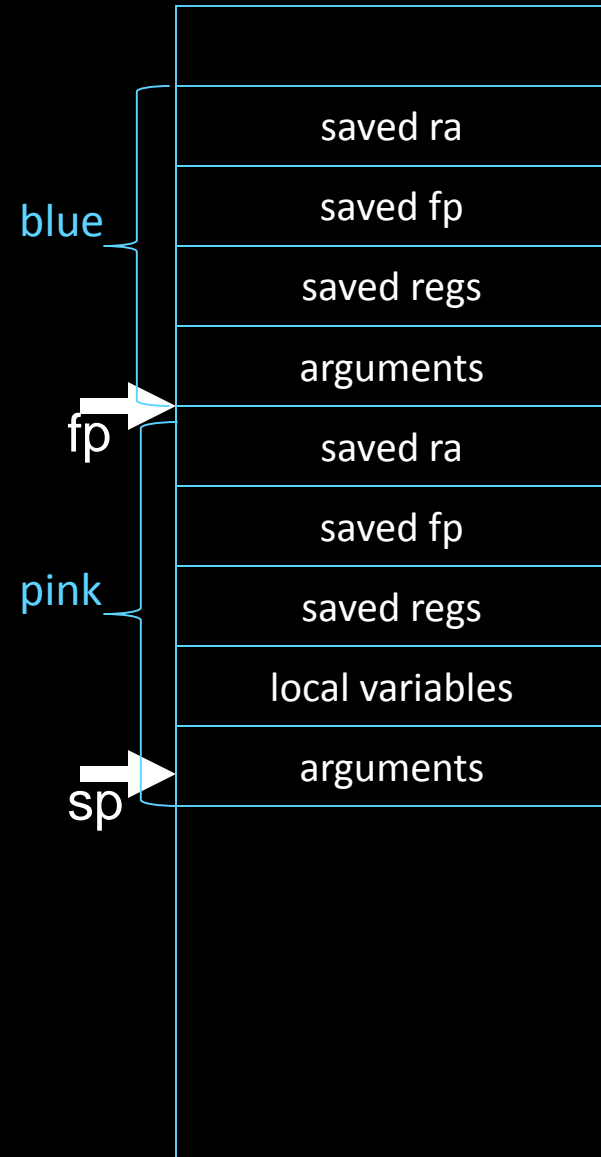 saved ra
saved fp
blue
saved regs
arguments
fp
saved ra
saved fp
pink
saved regs
local variables
arguments
sp